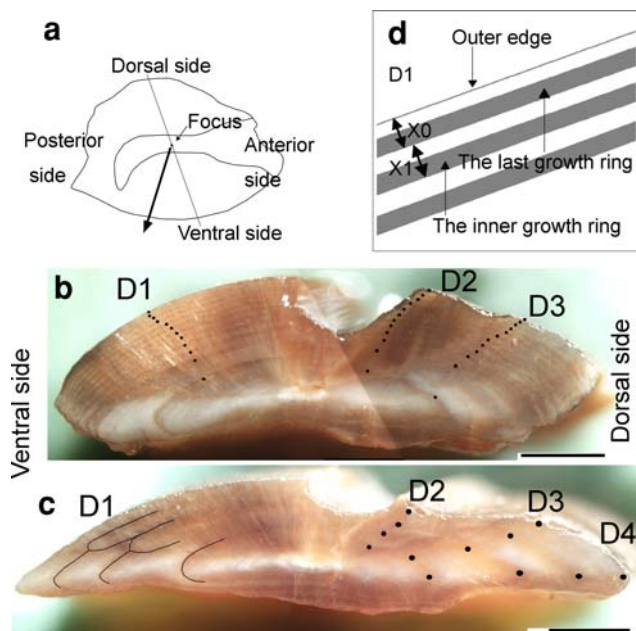 a
Dorsal side
Focus
Posterior side
Anterior side
Ventral side
d
Outer edge
D1
X0
X1
The last growth ring
The inner growth ring
b
D1
D2
D3
Ventral side
Dorsal side
c
D1
D2
D3
D4